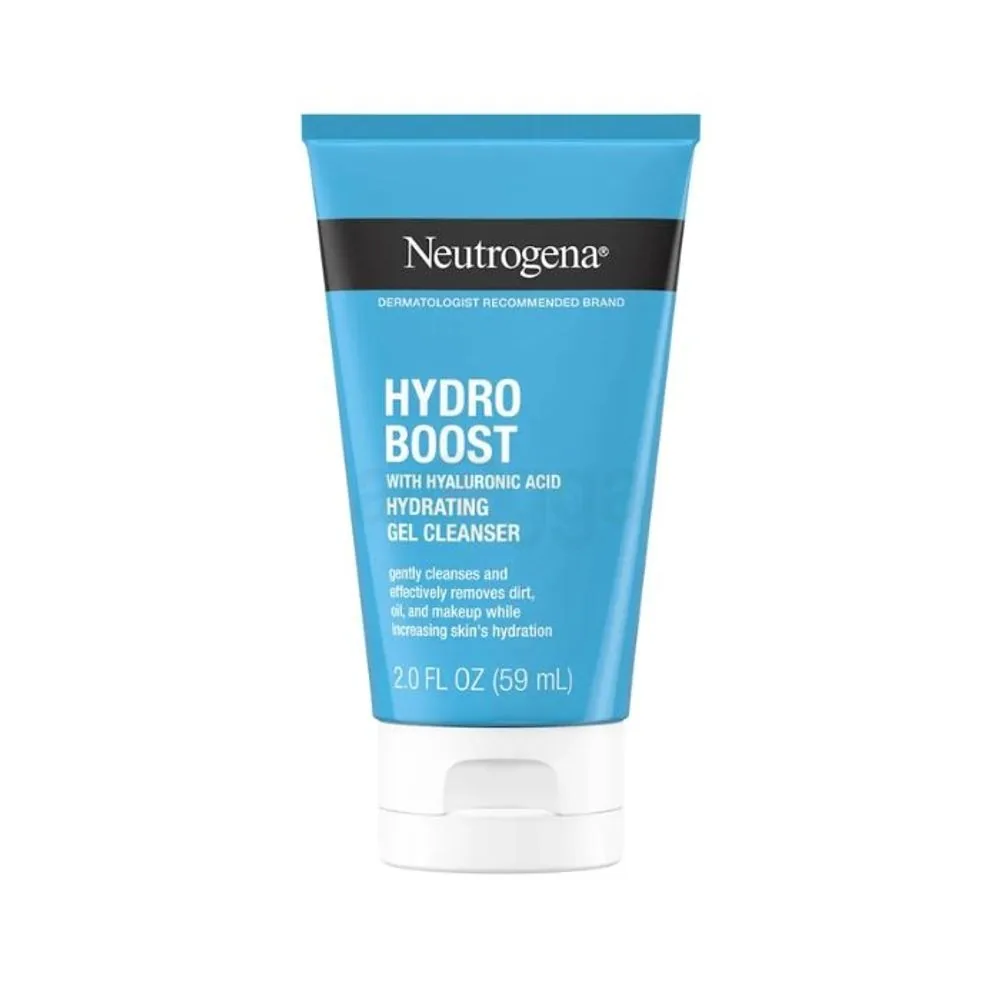 Neutrogena®
DERMATOLOGIST RECOMMENDED BRAND
HYDRO
BOOST
WITH HYALURONIC ACID
HYDRATING
GEL CLEANSER
gently cleanses and
effectively removes dirt,
oil, and makeup while
increasing skin's hydration
2.0 FL OZ (59 mL)